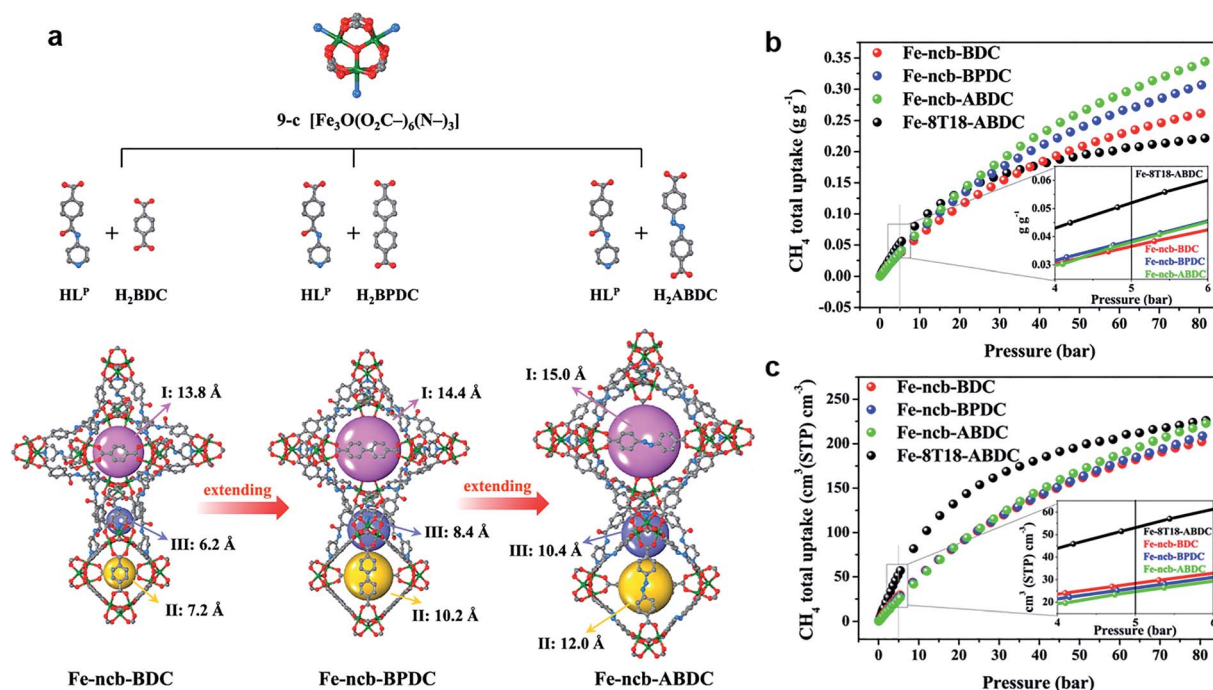 a
9-c [Fe₃O(O₂C–)₆(N–)₃]
HLᴾ + H₂BDC
HLᴾ + H₂BPDC
HLᴾ + H₂ABDC
I: 13.8 Å
III: 6.2 Å
II: 7.2 Å
Fe-ncb-BDC
extending
I: 14.4 Å
III: 8.4 Å
II: 10.2 Å
Fe-ncb-BPDC
extending
I: 15.0 Å
III: 10.4 Å
II: 12.0 Å
Fe-ncb-ABDC
b
CH₄ total uptake (g g⁻¹)
0.35
0.30
0.25
0.20
0.15
0.10
0.05
0.00
-0.05
Fe-ncb-BDC
Fe-ncb-BPDC
Fe-ncb-ABDC
Fe-8T18-ABDC
g g⁻¹
0.06
0.05
0.04
0.03
Fe-8T18-ABDC
Fe-ncb-BDC
Fe-ncb-BPDC
Fe-ncb-ABDC
4 5 6
Pressure (bar)
0 10 20 30 40 50 60 70 80
Pressure (bar)
c
CH₄ total uptake (cm³ (STP) cm⁻³)
250
225
200
175
150
125
100
75
50
25
0
Fe-ncb-BDC
Fe-ncb-BPDC
Fe-ncb-ABDC
Fe-8T18-ABDC
cm³ (STP) cm⁻³
60
50
40
30
20
Fe-8T18-ABDC
Fe-ncb-BDC
Fe-ncb-BPDC
Fe-ncb-ABDC
4 5 6
Pressure (bar)
0 10 20 30 40 50 60 70 80
Pressure (bar)